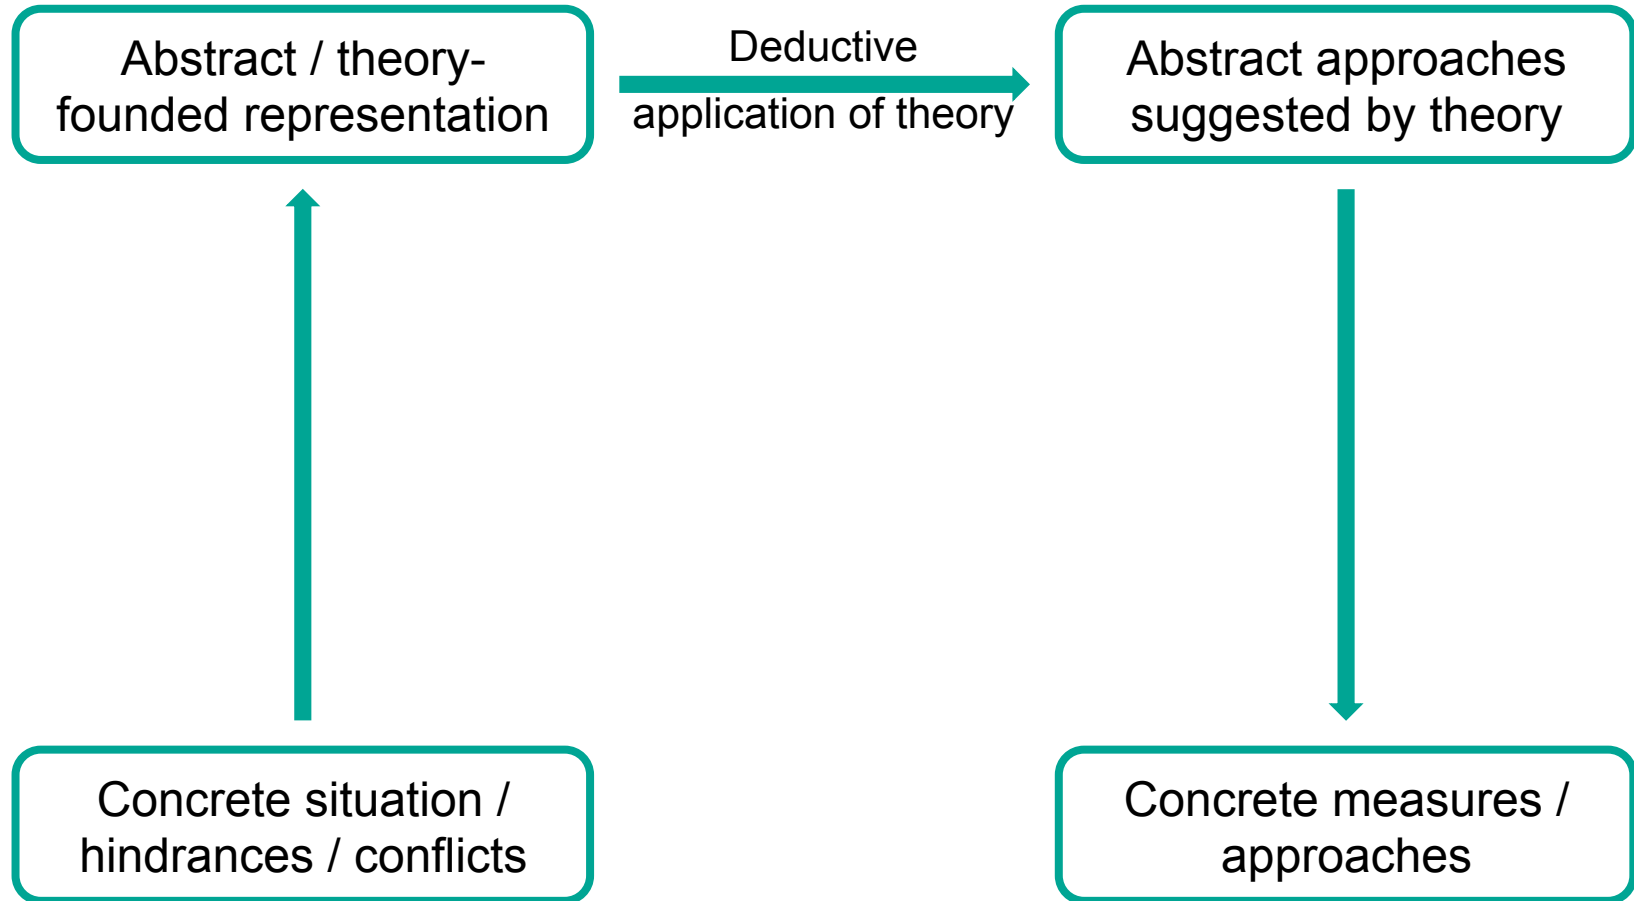 Abstract / theory-
founded representation
Deductive
application of theory
Abstract approaches
suggested by theory
Concrete situation /
hindrances / conflicts
Concrete measures /
approaches